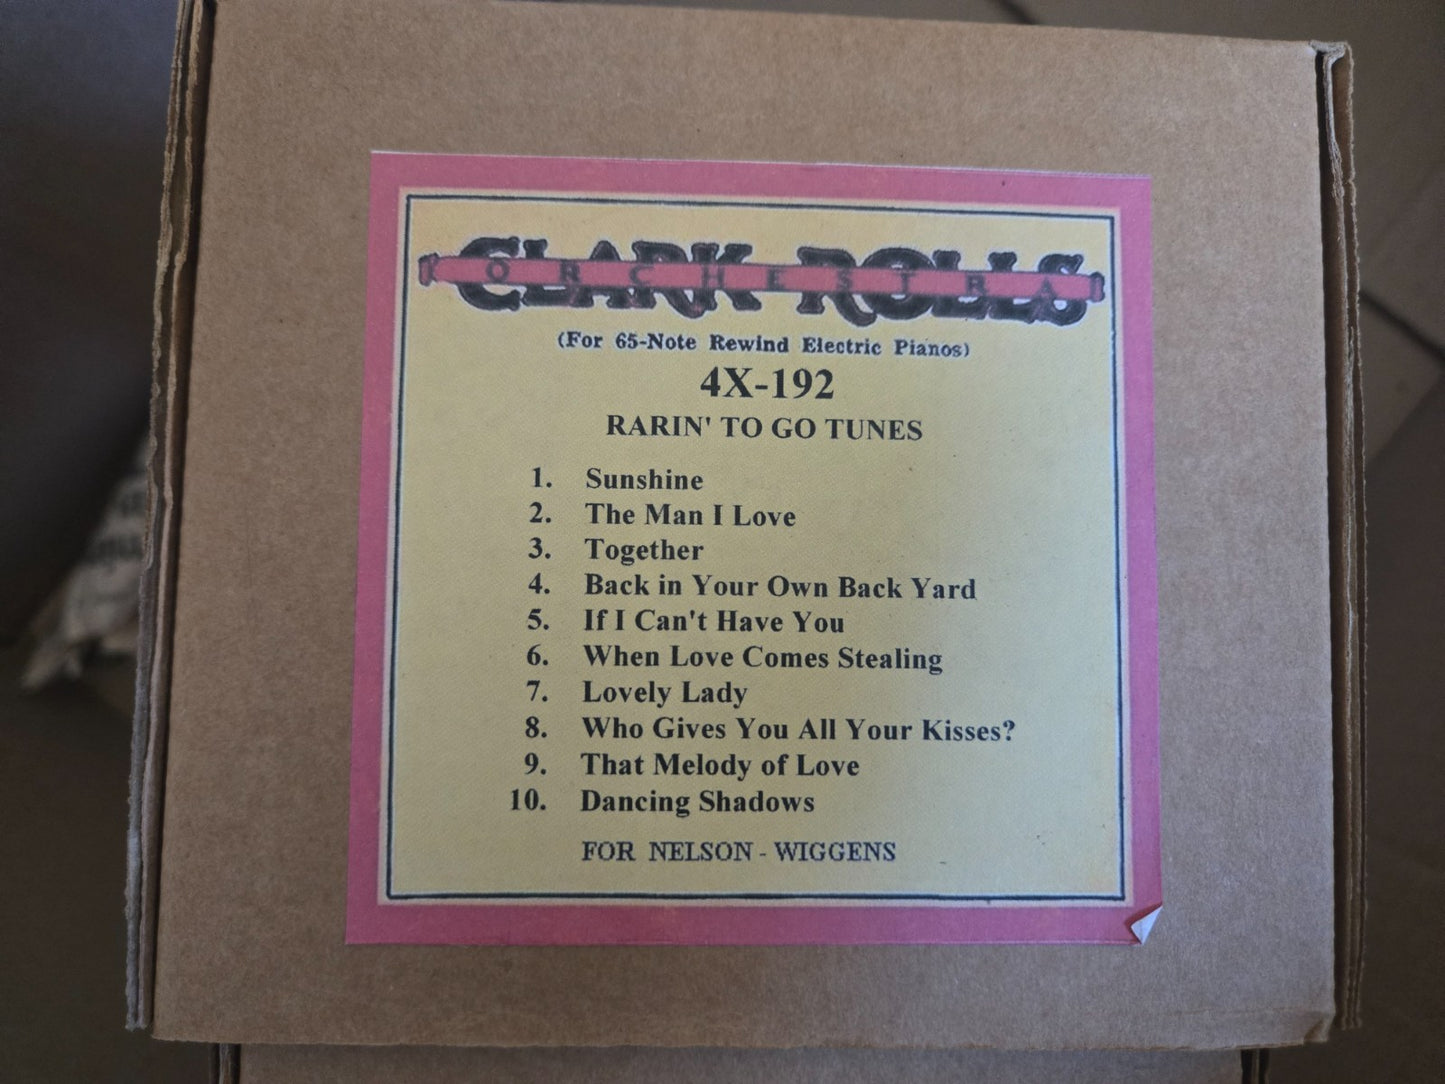 CLARK ROLLS
ORCHESTRA
(For 65-Note Rewind Electric Pianos)
4X-192
RARIN' TO GO TUNES
1. Sunshine
2. The Man I Love
3. Together
4. Back in Your Own Back Yard
5. If I Can't Have You
6. When Love Comes Stealing
7. Lovely Lady
8. Who Gives You All Your Kisses?
9. That Melody of Love
10. Dancing Shadows
FOR NELSON - WIGGENS